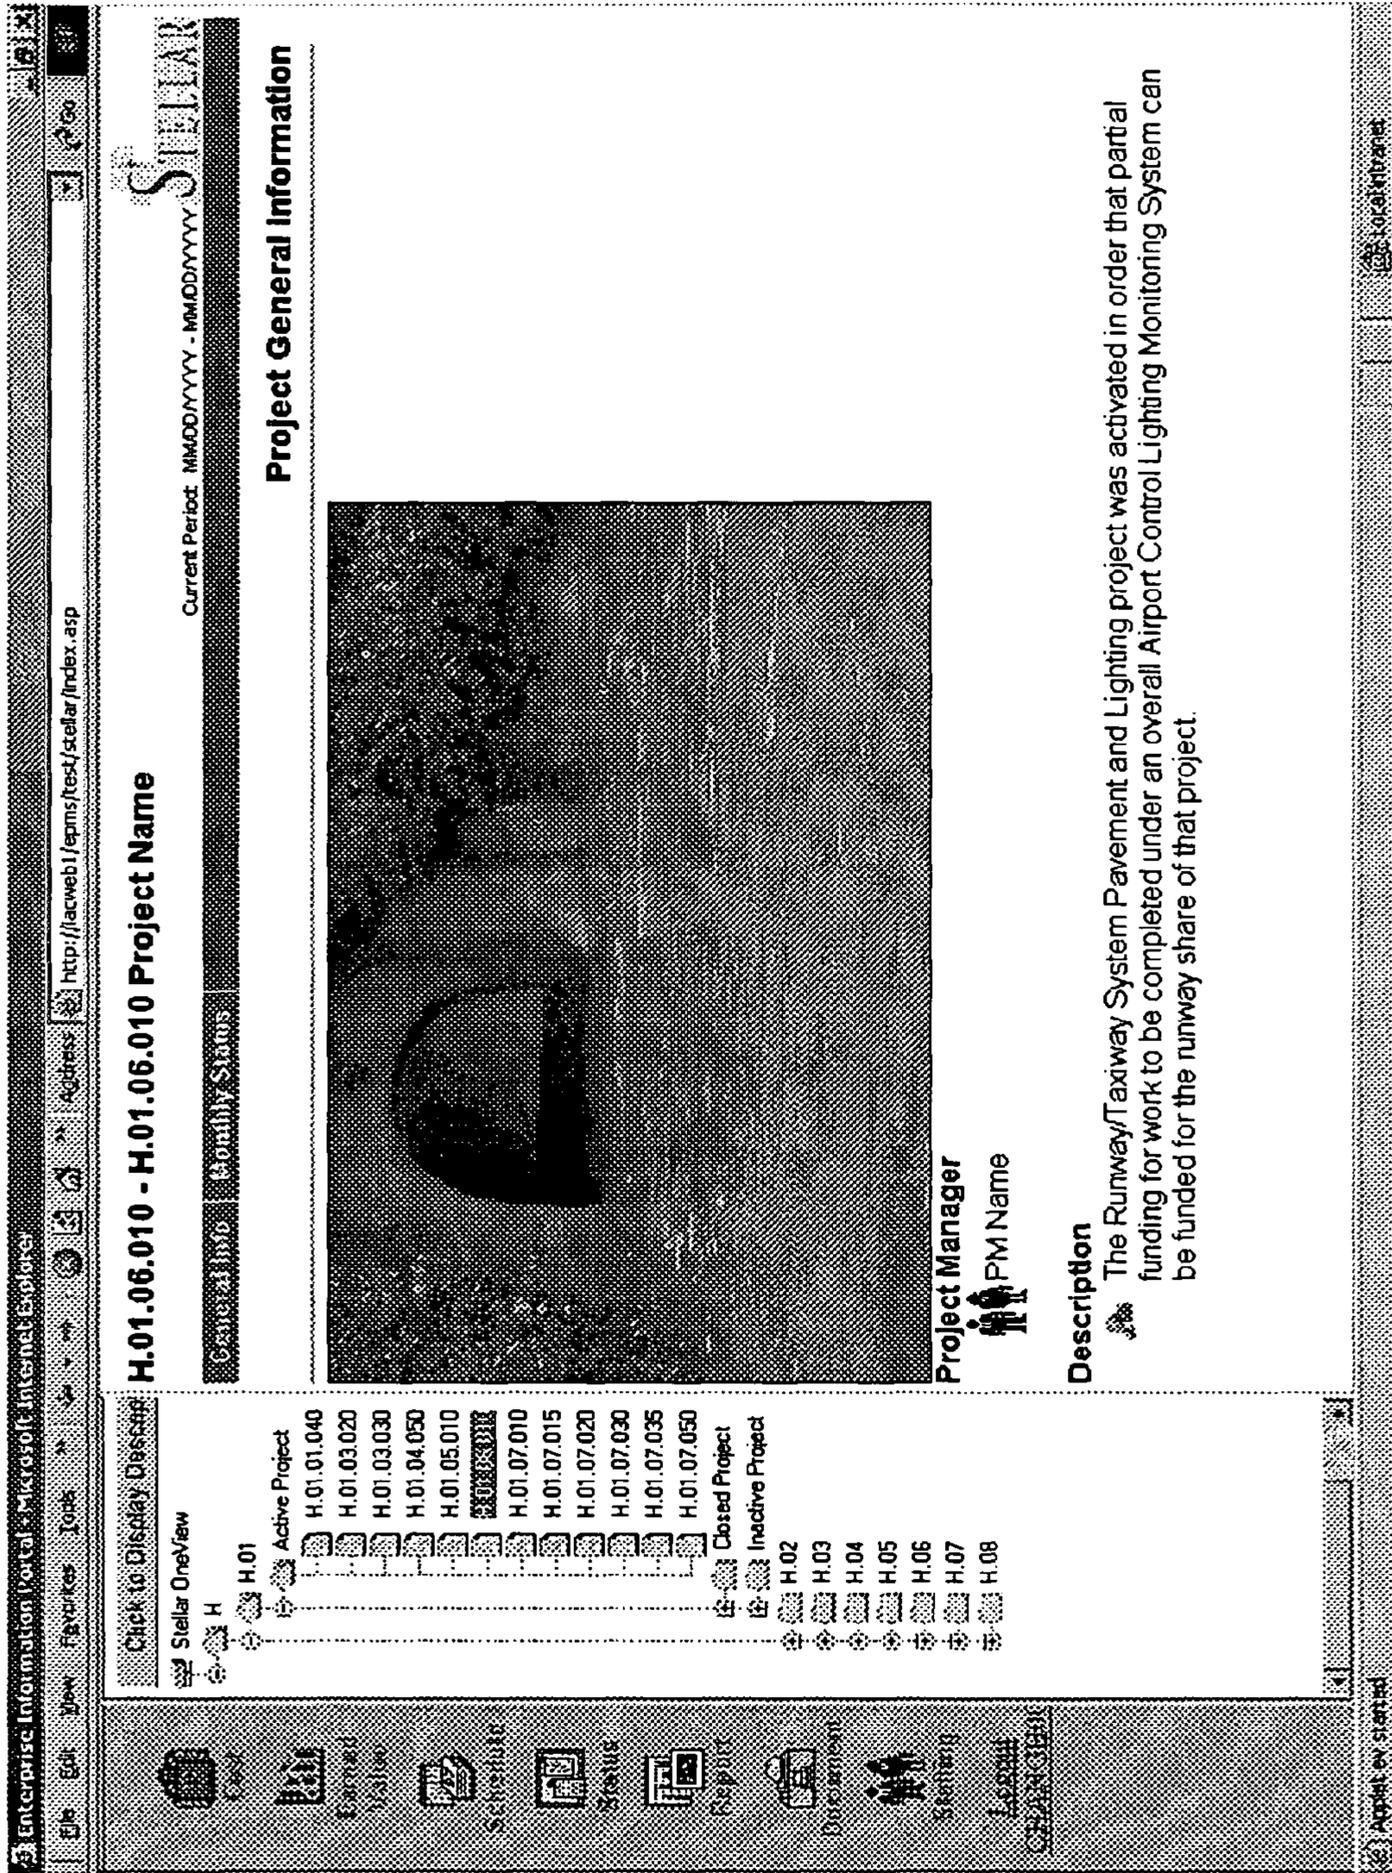 Enterprise Information Portal - Microsoft Internet Explorer
File Edit View Favorites Tools » Address http://lacweb1/epms/test/stellar/index.asp Go
Cost
Earned Value
Schedule
Status
Report
Document
Staffing
Logout
Click to Display Descrip
Stellar OneView
H
H.01
Active Project
H.01.01.040
H.01.03.020
H.01.03.030
H.01.04.050
H.01.05.010
H.01.06.010
H.01.07.010
H.01.07.015
H.01.07.020
H.01.07.030
H.01.07.035
H.01.07.050
Closed Project
Inactive Project
H.02
H.03
H.04
H.05
H.06
H.07
H.08
H.01.06.010 - H.01.06.010 Project Name
Current Period: MM/DD/YYYY - MM/DD/YYYY
STELLAR
General Info Monthly Status
Project General Information
Project Manager
PM Name
Description
The Runway/Taxiway System Pavement and Lighting project was activated in order that partial
funding for work to be completed under an overall Airport Control Lighting Monitoring System can
be funded for the runway share of that project.
started
Local intranet